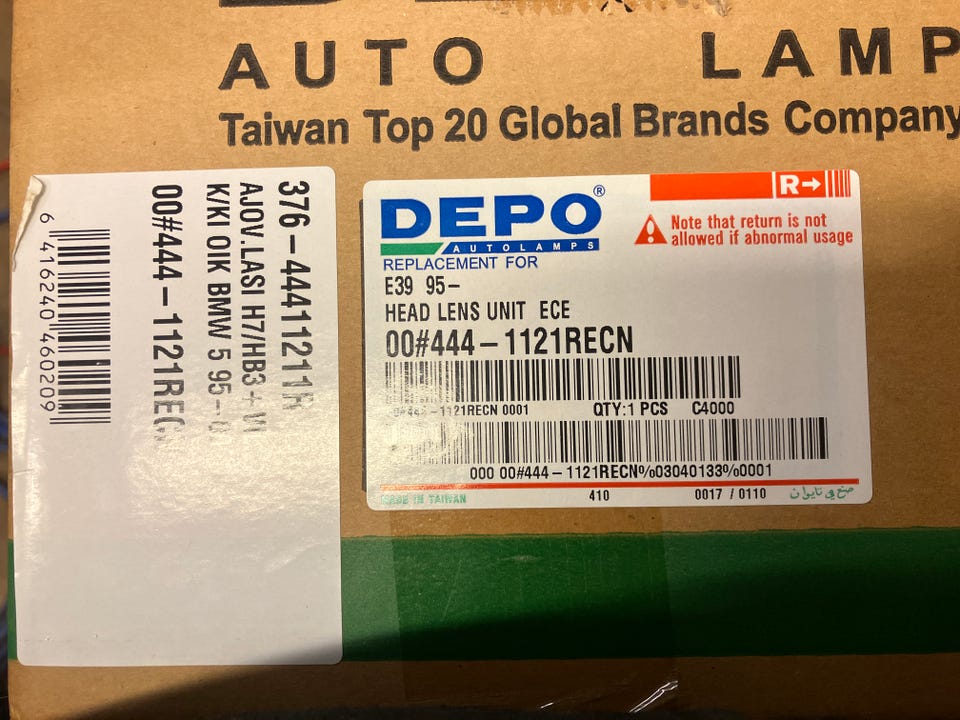 AUTO LAMP
Taiwan Top 20 Global Brands Company
DEPO®
AUTOLAMPS
REPLACEMENT FOR
R→
Note that return is not
allowed if abnormal usage
E39 95-
HEAD LENS UNIT ECE
00#444-1121RECN
1121RECN 0001 QTY:1 PCS C4000
000 00#444-1121RECN%03040133%0001
MADE IN TAIWAN 410 0017 / 0110
376-4441121
AJOV.LASI H7/HB3+
K/KI OIK BMW 5 95-
00#444-1121REC
6 416240 460209